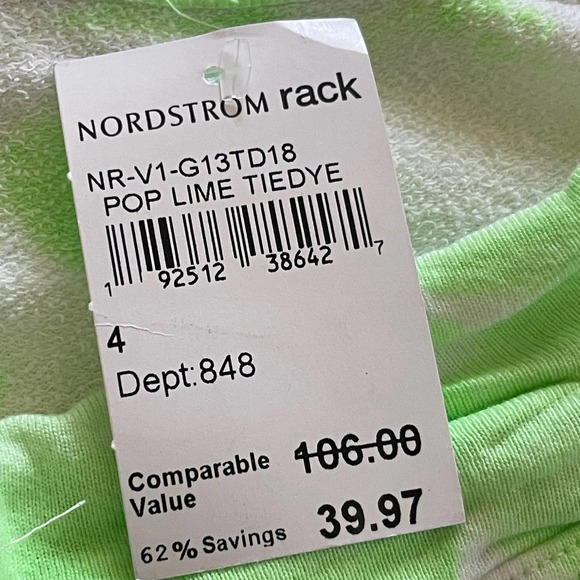 NORDSTROM rack
NR-V1-G13TD18
POP LIME TIEDYE
1 92512 38642 7
4
Dept:848
Comparable Value 106.00
62% Savings 39.97